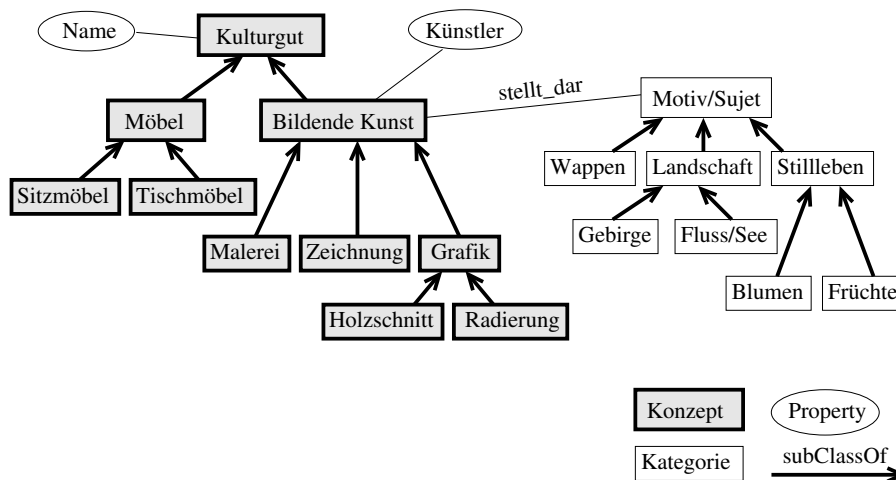 Name
Kulturgut
Künstler
stellt_dar
Motiv/Sujet
Möbel
Bildende Kunst
Wappen
Landschaft
Stillleben
Sitzmöbel
Tischmöbel
Gebirge
Fluss/See
Malerei
Zeichnung
Grafik
Blumen
Früchte
Holzschnitt
Radierung
Konzept
Property
Kategorie
subClassOf